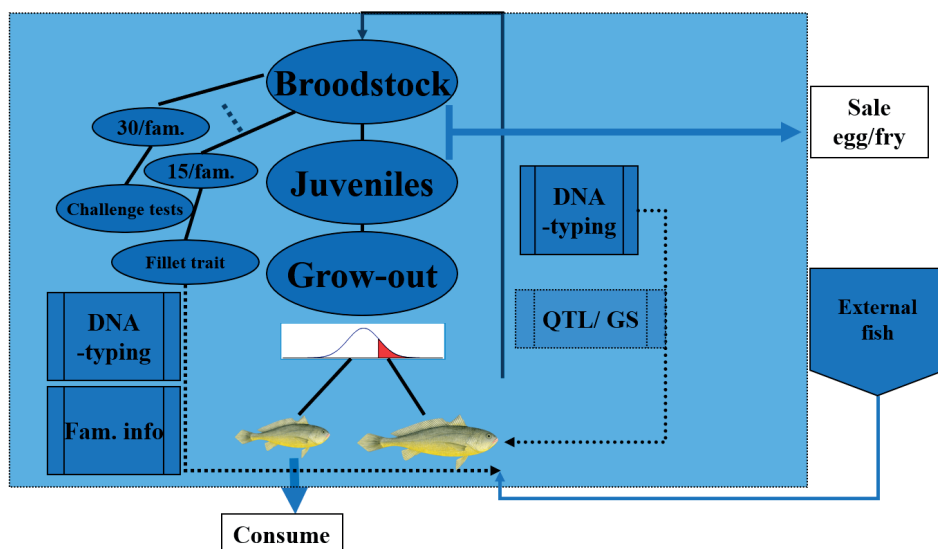 Broodstock
30/fam.
15/fam.
Challenge tests
Fillet trait
Juveniles
Grow-out
DNA
-typing
Fam. info
DNA
-typing
QTL/ GS
Sale
egg/fry
External
fish
Consume